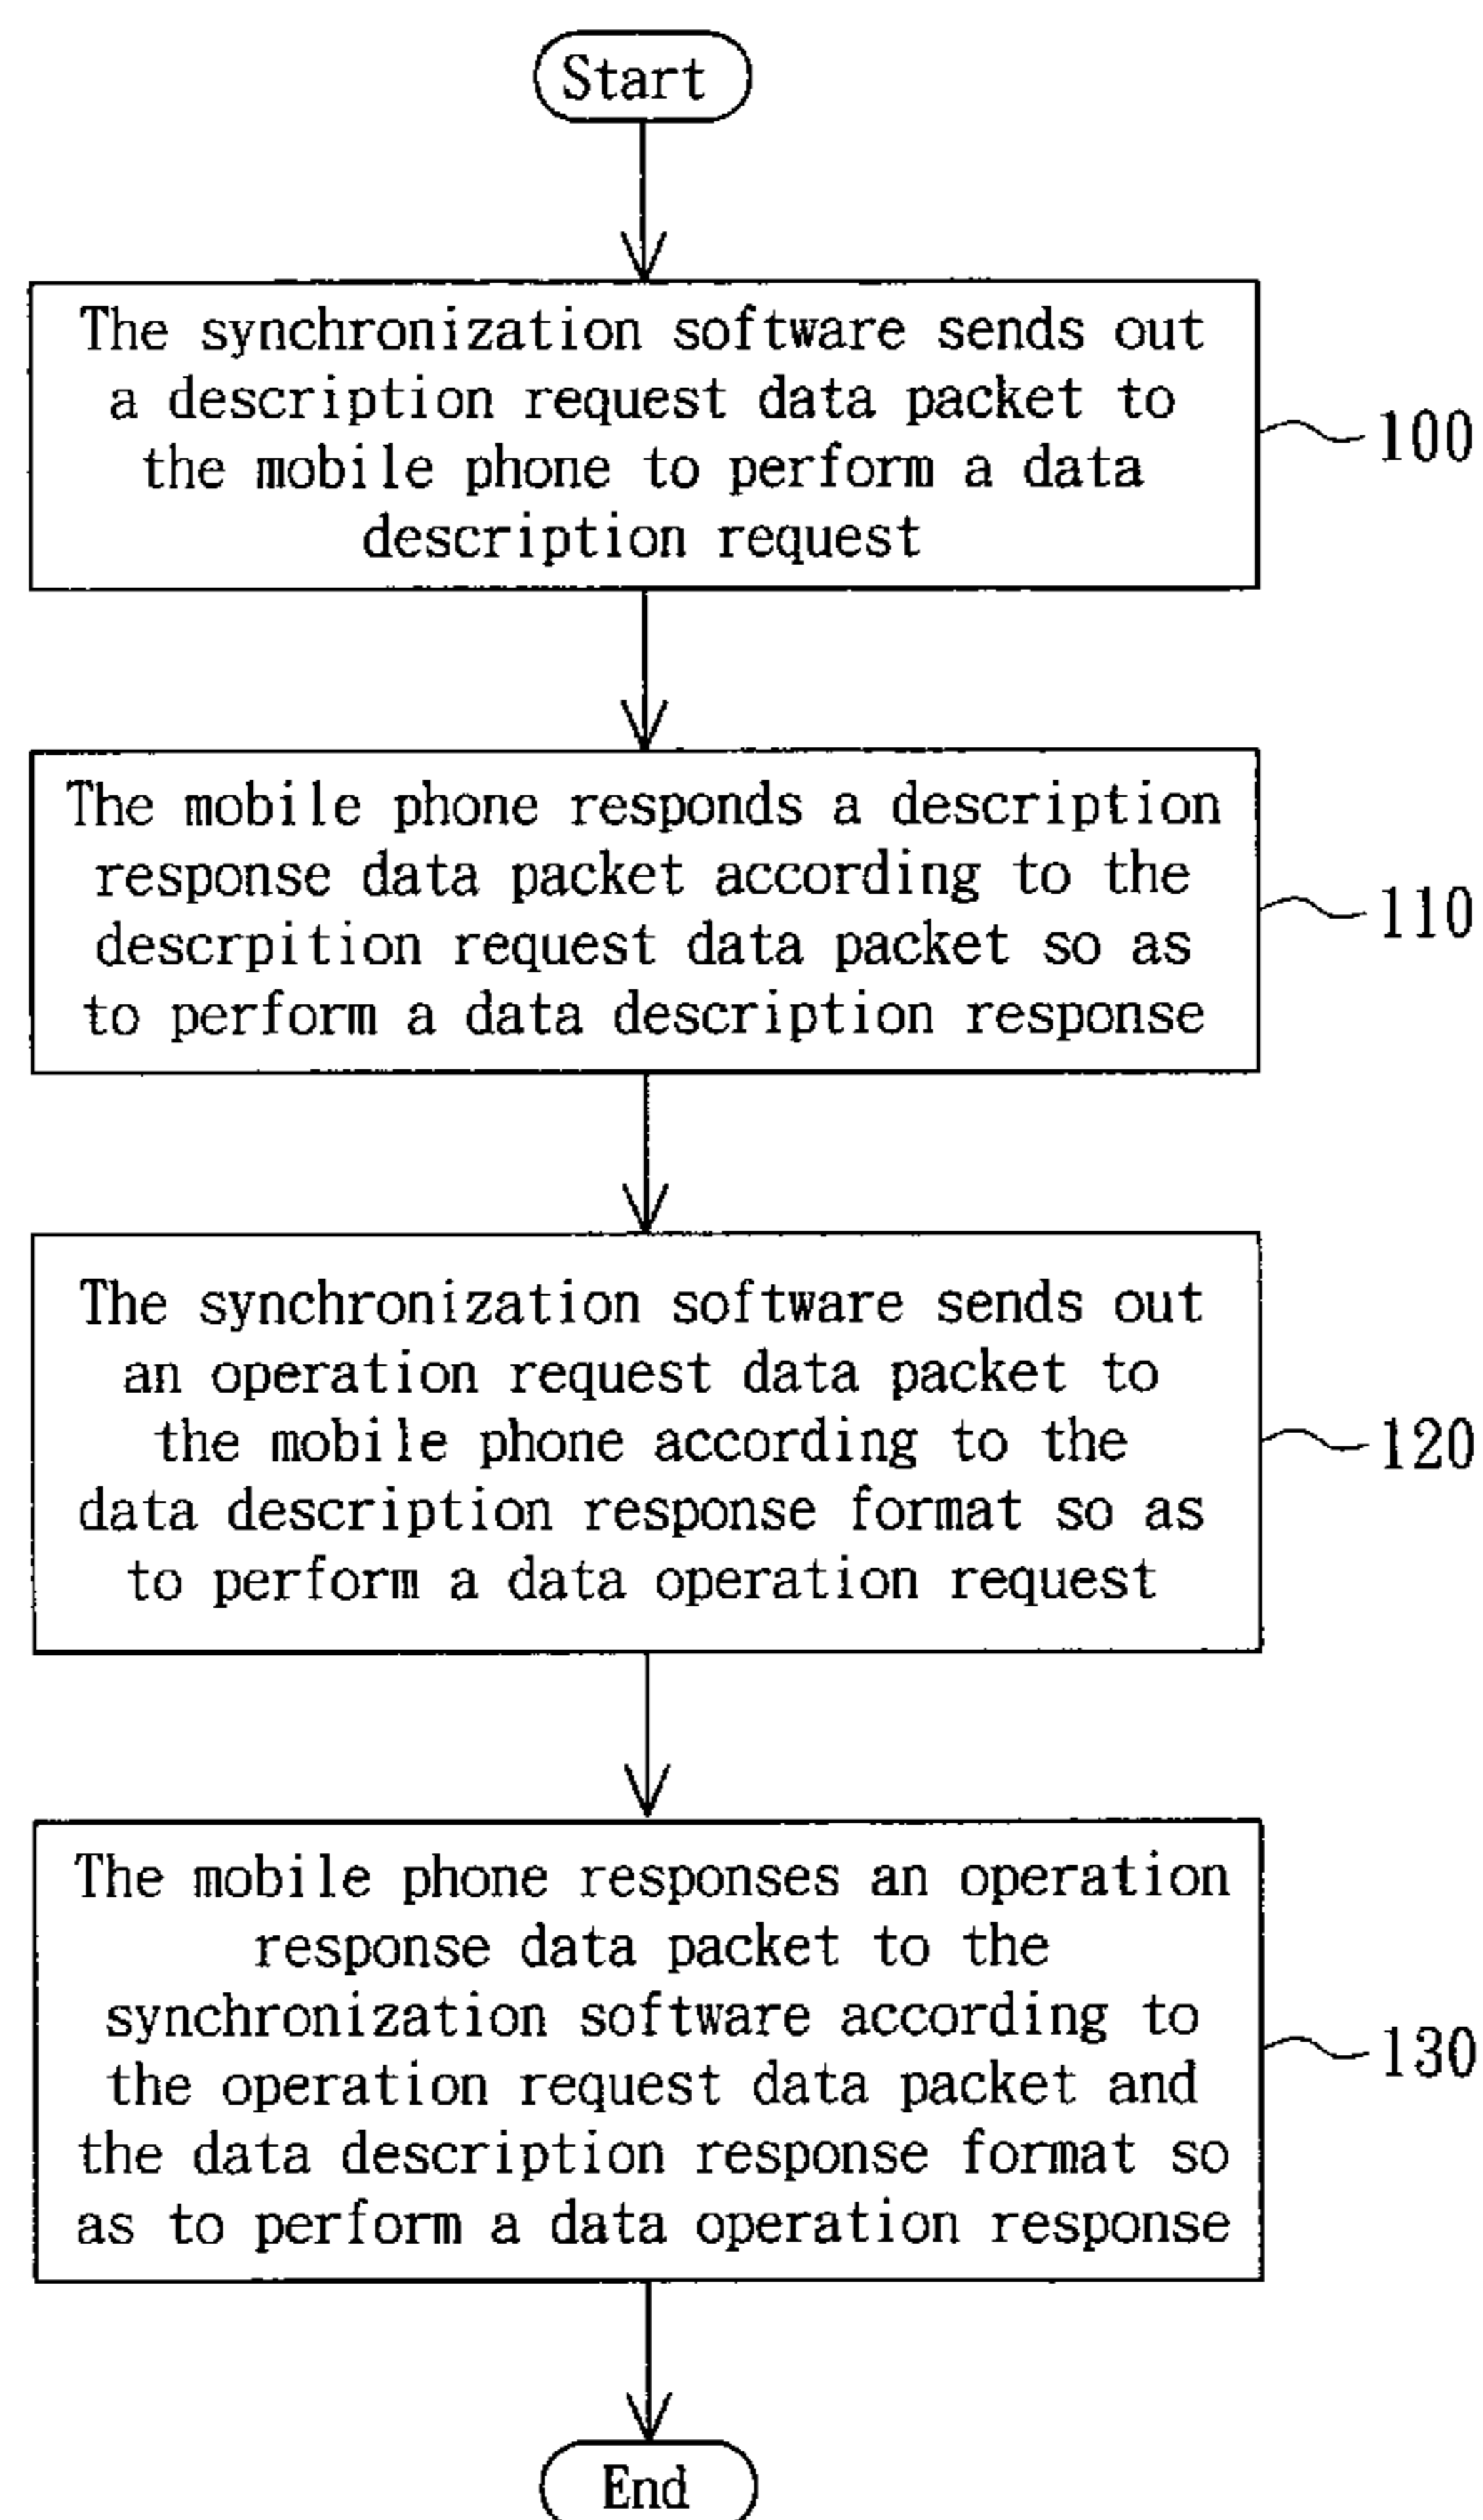 Start
The synchronization software sends out
a description request data packet to
the mobile phone to perform a data
description request
100
The mobile phone responds a description
response data packet according to the
descrpition request data packet so as
to perform a data description response
110
The synchronization software sends out
an operation request data packet to
the mobile phone according to the
data description response format so as
to perform a data operation request
120
The mobile phone responses an operation
response data packet to the
synchronization software according to
the operation request data packet and
the data description response format so
as to perform a data operation response
130
End